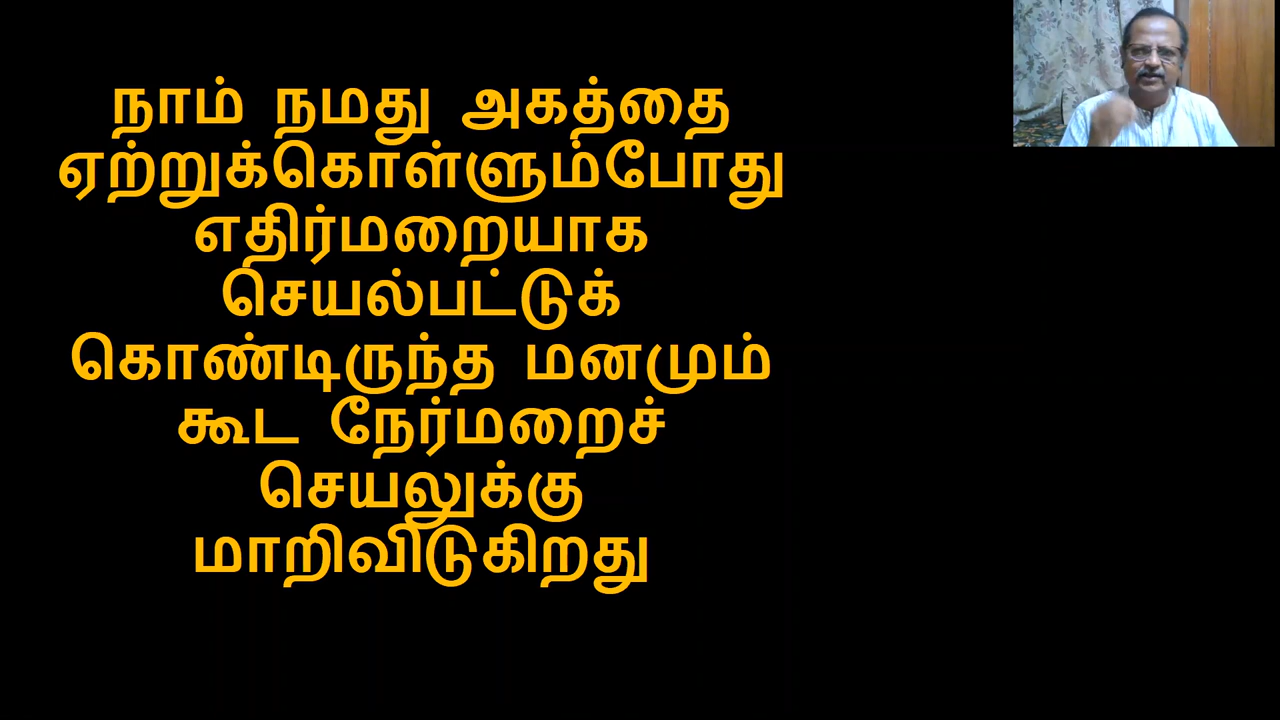 நாம் நமது அகத்தை
ஏற்றுக்கொள்ளும்போது
எதிர்மறையாக
செயல்பட்டுக்
கொண்டிருந்த மனமும்
கூட நேர்மறைச்
செயலுக்கு
மாறிவிடுகிறது